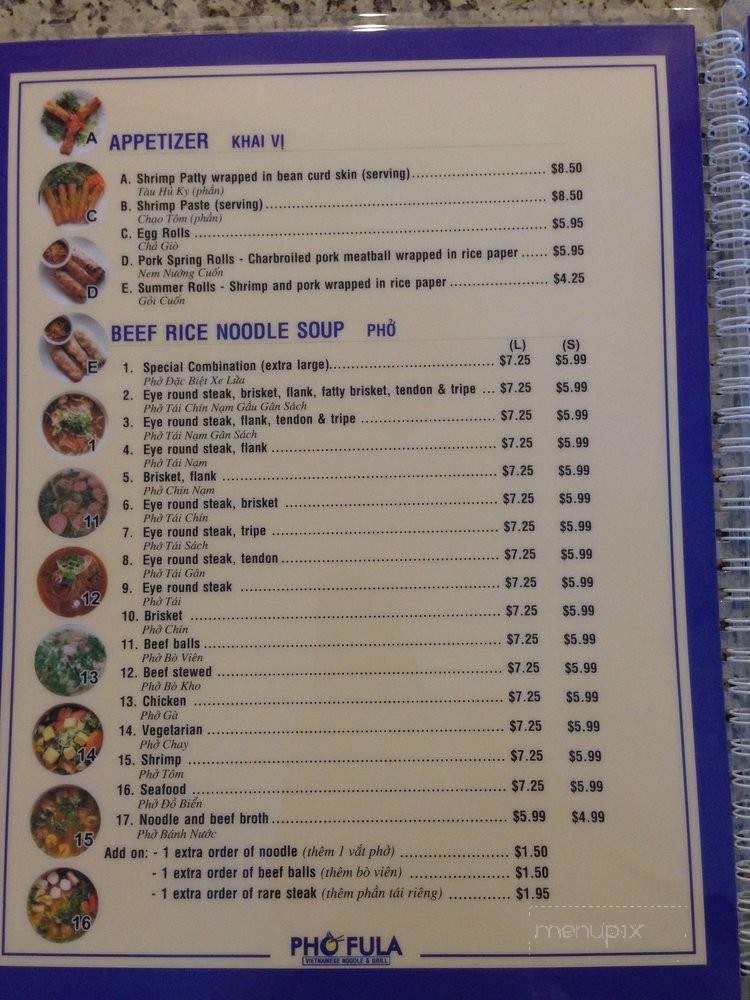 APPETIZER KHAI VỊ
A. Shrimp Patty wrapped in bean curd skin (serving) $8.50
Tàu Hủ Ky (phần)
B. Shrimp Paste (serving) $8.50
Chạo Tôm (phần)
C. Egg Rolls $5.95
Chả Giò
D. Pork Spring Rolls - Charbroiled pork meatball wrapped in rice paper $5.95
Nem Nướng Cuốn
E. Summer Rolls - Shrimp and pork wrapped in rice paper $4.25
Gỏi Cuốn
BEEF RICE NOODLE SOUP PHỞ
(L) (S)
1. Special Combination (extra large) $7.25 $5.99
Phở Đặc Biệt Xe Lửa
2. Eye round steak, brisket, flank, fatty brisket, tendon & tripe $7.25 $5.99
Phở Tái Chín Nạm Gầu Gân Sách
3. Eye round steak, flank, tendon & tripe $7.25 $5.99
Phở Tái Nạm Gân Sách
4. Eye round steak, flank $7.25 $5.99
Phở Tái Nạm
5. Brisket, flank $7.25 $5.99
Phở Chín Nạm
6. Eye round steak, brisket $7.25 $5.99
Phở Tái Chín
7. Eye round steak, tripe $7.25 $5.99
Phở Tái Sách
8. Eye round steak, tendon $7.25 $5.99
Phở Tái Gân
9. Eye round steak $7.25 $5.99
Phở Tái
10. Brisket $7.25 $5.99
Phở Chín
11. Beef balls $7.25 $5.99
Phở Bò Viên
12. Beef stewed $7.25 $5.99
Phở Bò Kho
13. Chicken $7.25 $5.99
Phở Gà
14. Vegetarian $7.25 $5.99
Phở Chay
15. Shrimp $7.25 $5.99
Phở Tôm
16. Seafood $7.25 $5.99
Phở Đồ Biển
17. Noodle and beef broth $5.99 $4.99
Phở Bánh Nước
Add on: - 1 extra order of noodle (thêm 1 vắt phở) $1.50
- 1 extra order of beef balls (thêm bò viên) $1.50
- 1 extra order of rare steak (thêm phần tái riêng) $1.95
A
C
D
E
1
11
12
13
14
15
16
PHO FULA
VIETNAMESE NOODLE & GRILL
menupix